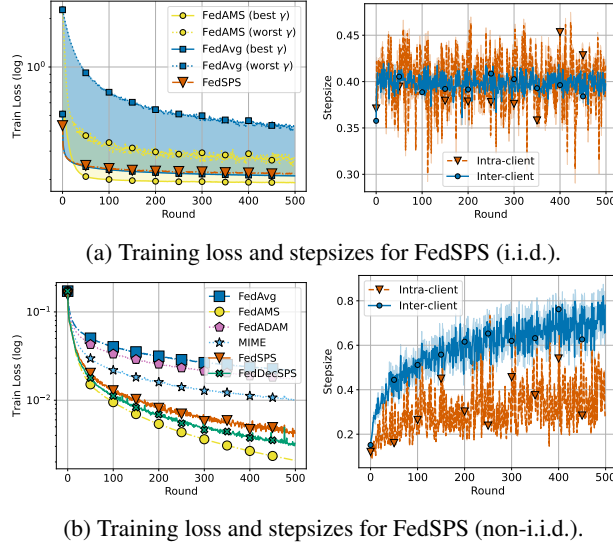 FedAMS (best γ)
FedAMS (worst γ)
FedAvg (best γ)
FedAvg (worst γ)
FedSPS
Train Loss (log)
10⁰
0 100 200 300 400 500
Round
Stepsize
0.40
0.35
0.30
Intra-client
Inter-client
0 100 200 300 400 500
Round
(a) Training loss and stepsizes for FedSPS (i.i.d.).
FedAvg
FedAMS
FedADAM
MIME
FedSPS
FedDecSPS
Train Loss (log)
10⁻¹
10⁻²
0 100 200 300 400 500
Round
Intra-client
Inter-client
Stepsize
0.8
0.6
0.4
0.2
0 100 200 300 400 500
Round
(b) Training loss and stepsizes for FedSPS (non-i.i.d.).